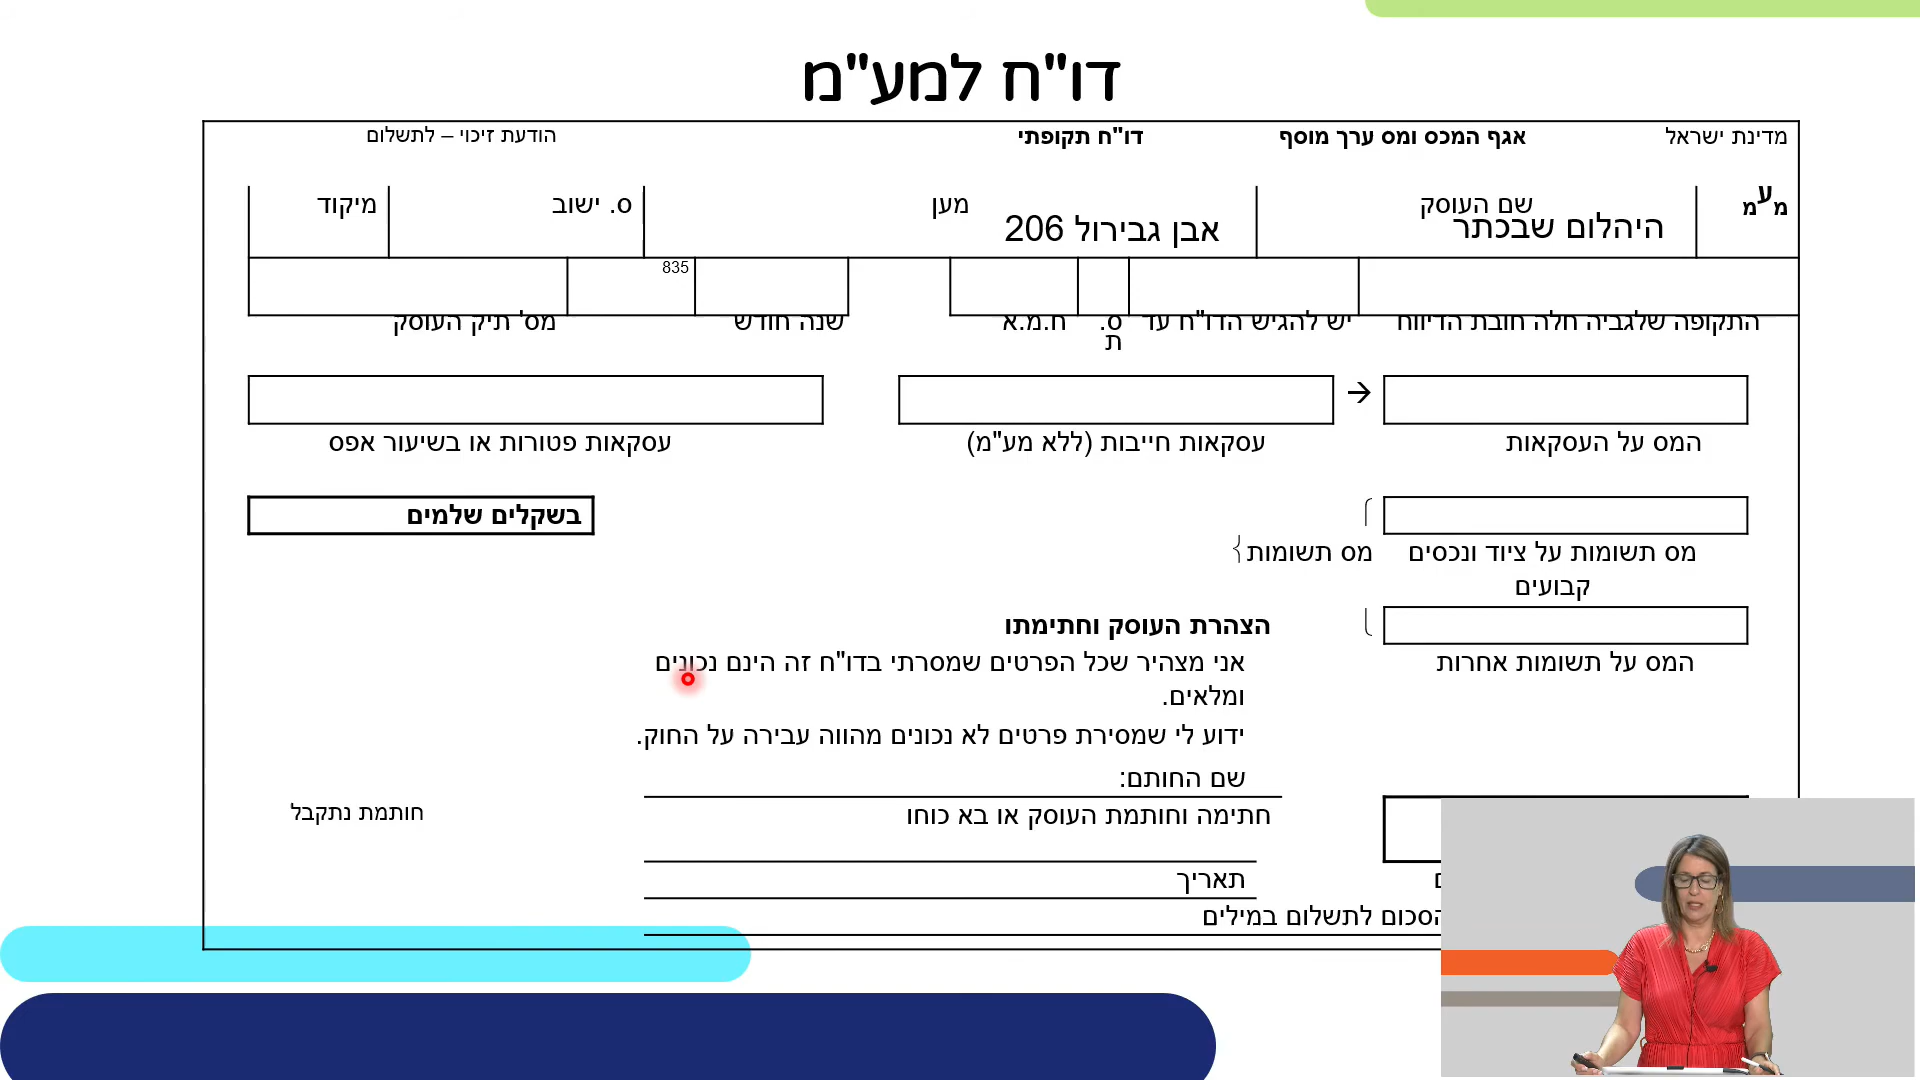 דו"ח למע"מ
מדינת ישראל אגף המכס ומס ערך מוסף דו"ח תקופתי הודעת זיכוי – לתשלום
מעמ שם העוסק מען ס. ישוב מיקוד
היהלום שבכתר אבן גבירול 206
835
התקופה שלגביה חלה חובת הדיווח יש להגיש הדו"ח עד ס. ת ח.מ.א שנה חודש מס' תיק העוסק
המס על העסקאות → עסקאות חייבות (ללא מע"מ) עסקאות פטורות או בשיעור אפס
בשקלים שלמים
מס תשומות על ציוד ונכסים קבועים מס תשומות
המס על תשומות אחרות
הצהרת העוסק וחתימתו
אני מצהיר שכל הפרטים שמסרתי בדו"ח זה הינם נכונים
ומלאים.
ידוע לי שמסירת פרטים לא נכונים מהווה עבירה על החוק.
שם החותם:
חתימה וחותמת העוסק או בא כוחו
חותמת נתקבל
תאריך
הסכום לתשלום במילים